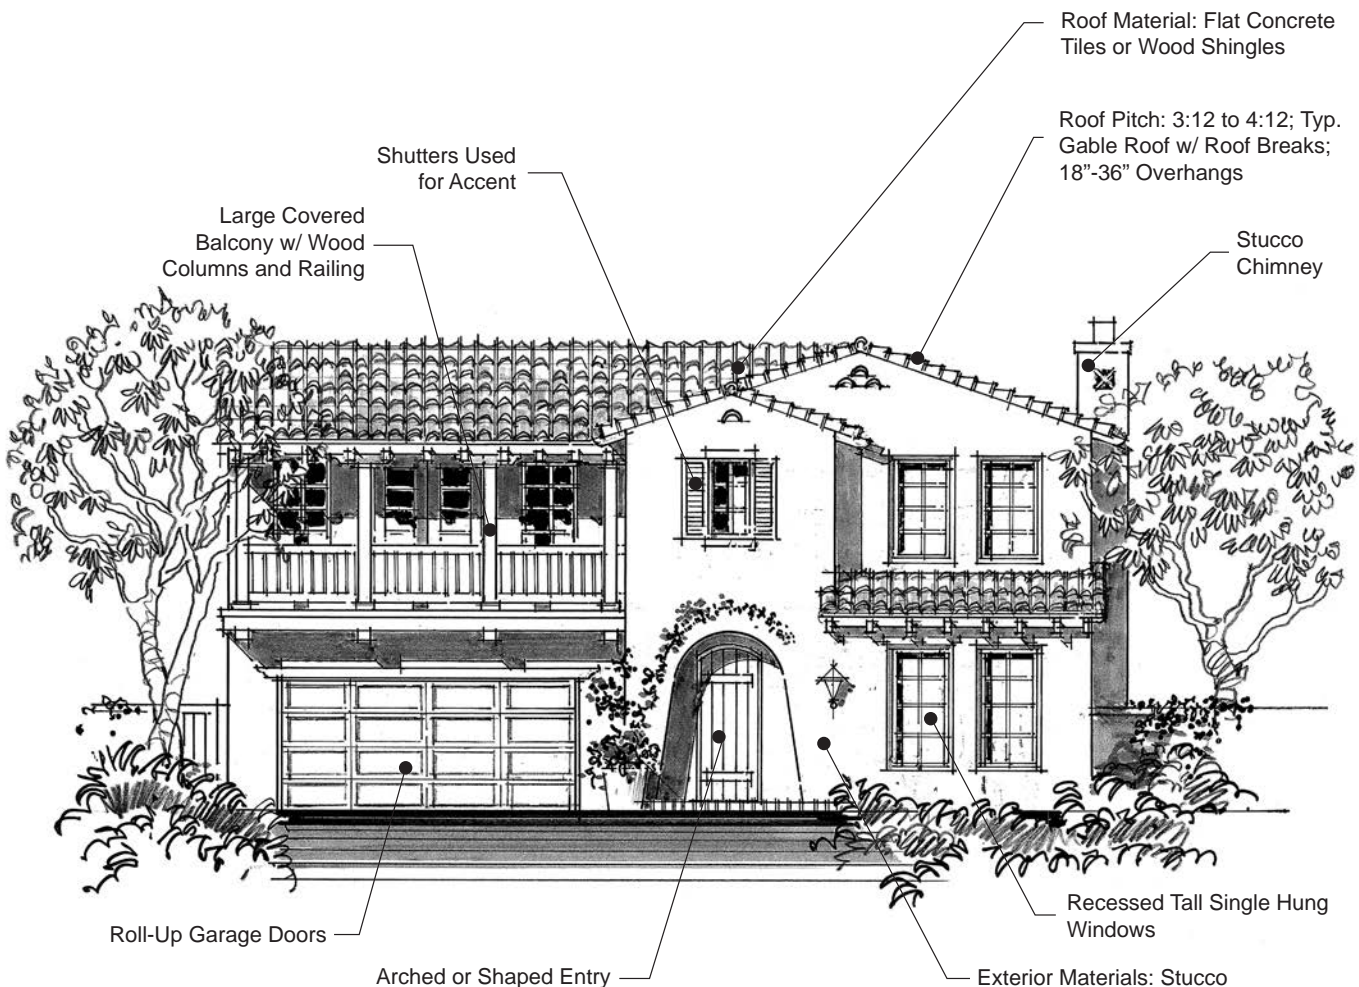 Roof Material: Flat Concrete
Tiles or Wood Shingles
Roof Pitch: 3:12 to 4:12; Typ.
Gable Roof w/ Roof Breaks;
18”-36” Overhangs
Shutters Used
for Accent
Large Covered
Balcony w/ Wood
Columns and Railing
Stucco
Chimney
Recessed Tall Single Hung
Windows
Roll-Up Garage Doors
Arched or Shaped Entry
Exterior Materials: Stucco